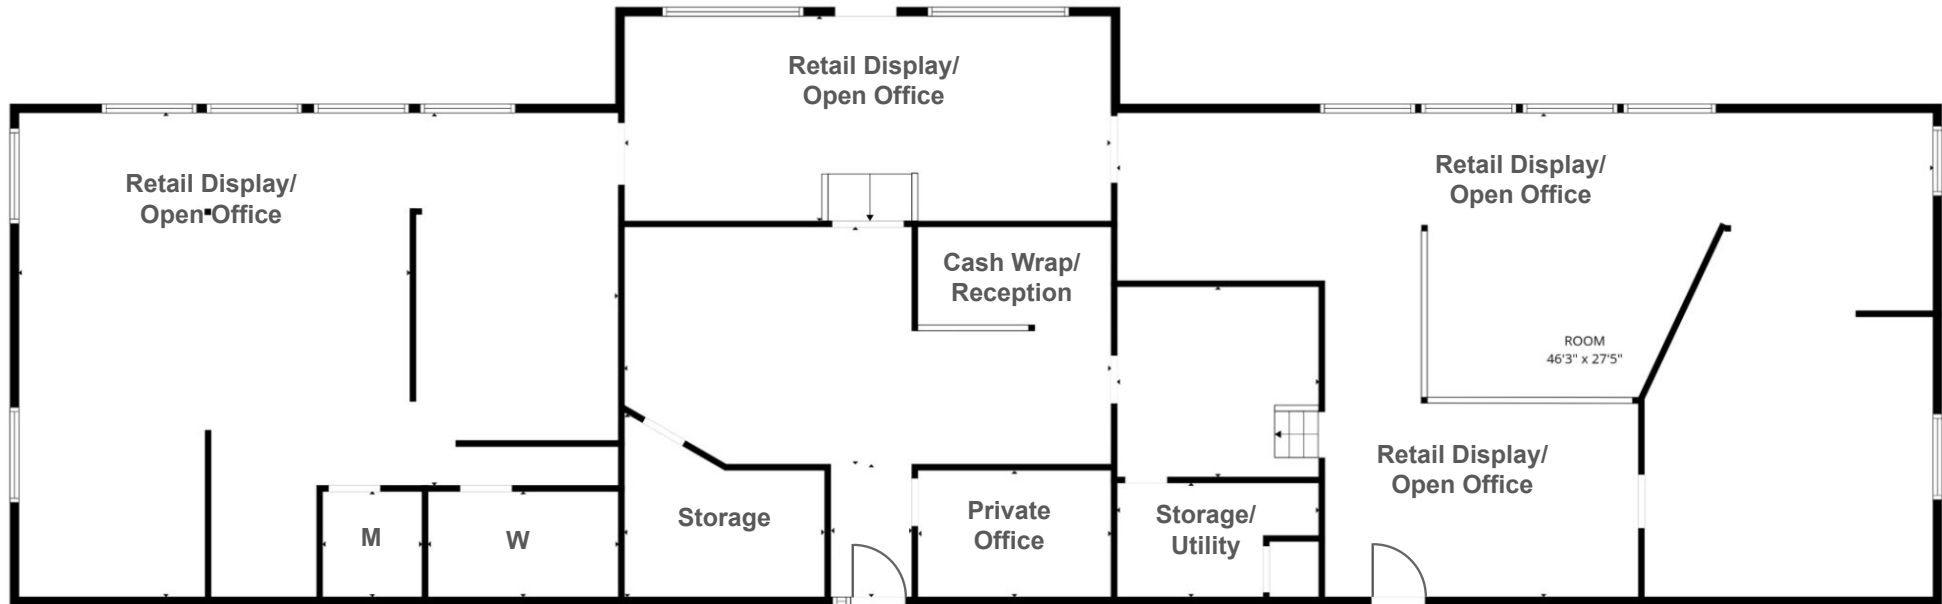 Retail Display/
Open Office
Retail Display/
Open Office
Retail Display/
Open Office
Cash Wrap/
Reception
ROOM
46'3" x 27'5"
Retail Display/
Open Office
Storage
Private
Office
Storage/
Utility
M
W